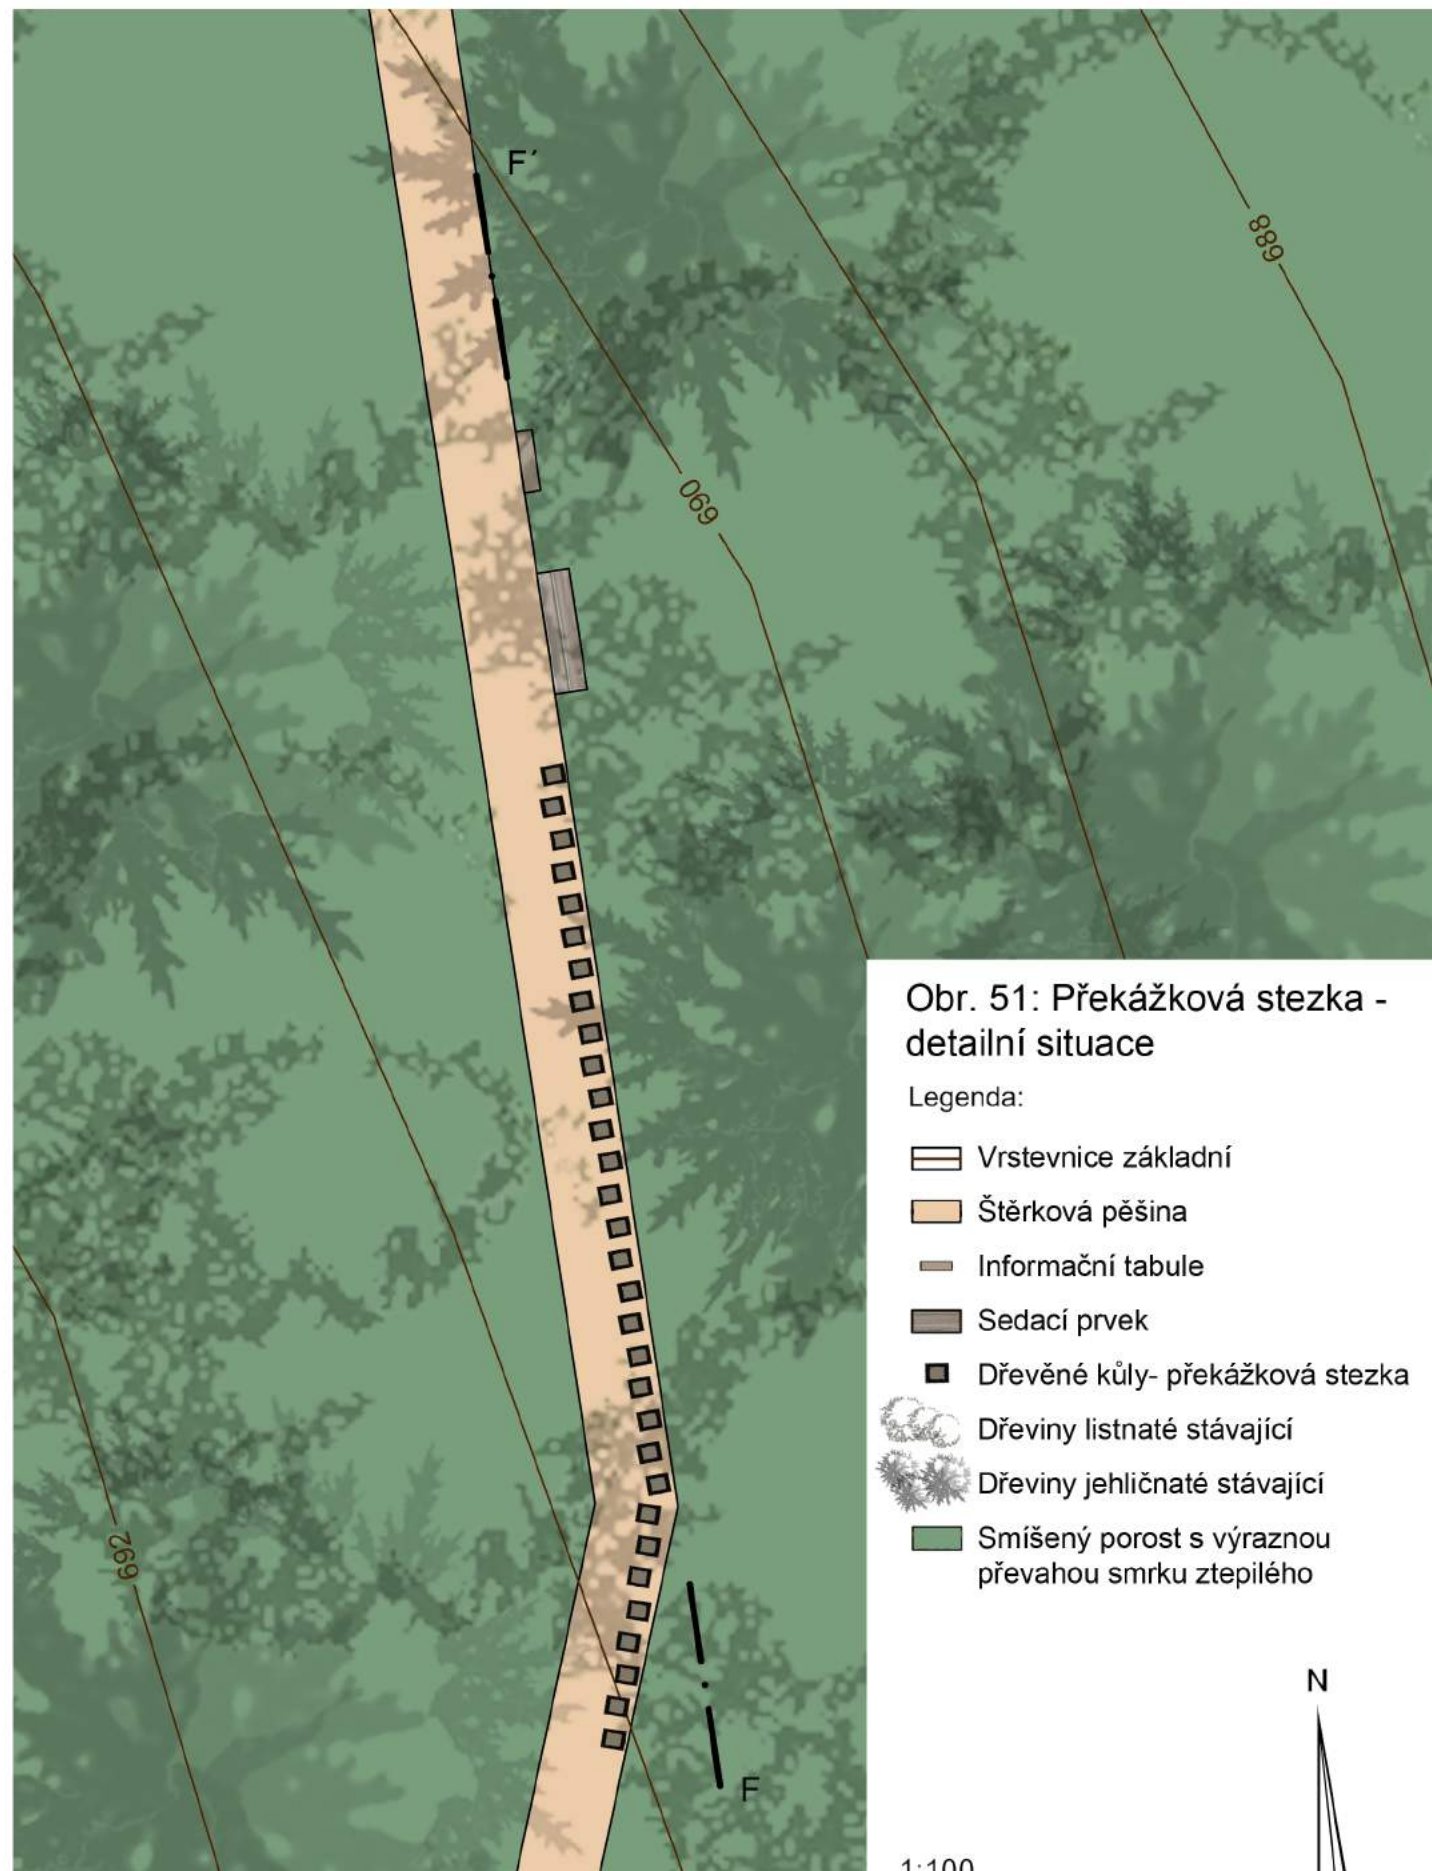 F´
688
690
Obr. 51: Překážková stezka -
detailní situace
Legenda:
Vrstevnice základní
Štěrková pěšina
Informační tabule
Sedací prvek
Dřevěné kůly- překážková stezka
Dřeviny listnaté stávající
Dřeviny jehličnaté stávající
Smíšený porost s výraznou
převahou smrku ztepilého
692
N
F
1:100